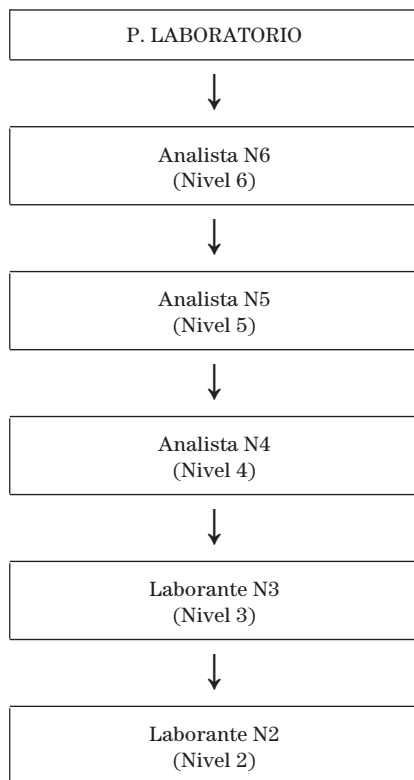 P. LABORATORIO
Analista N6
(Nivel 6)
Analista N5
(Nivel 5)
Analista N4
(Nivel 4)
Laborante N3
(Nivel 3)
Laborante N2
(Nivel 2)